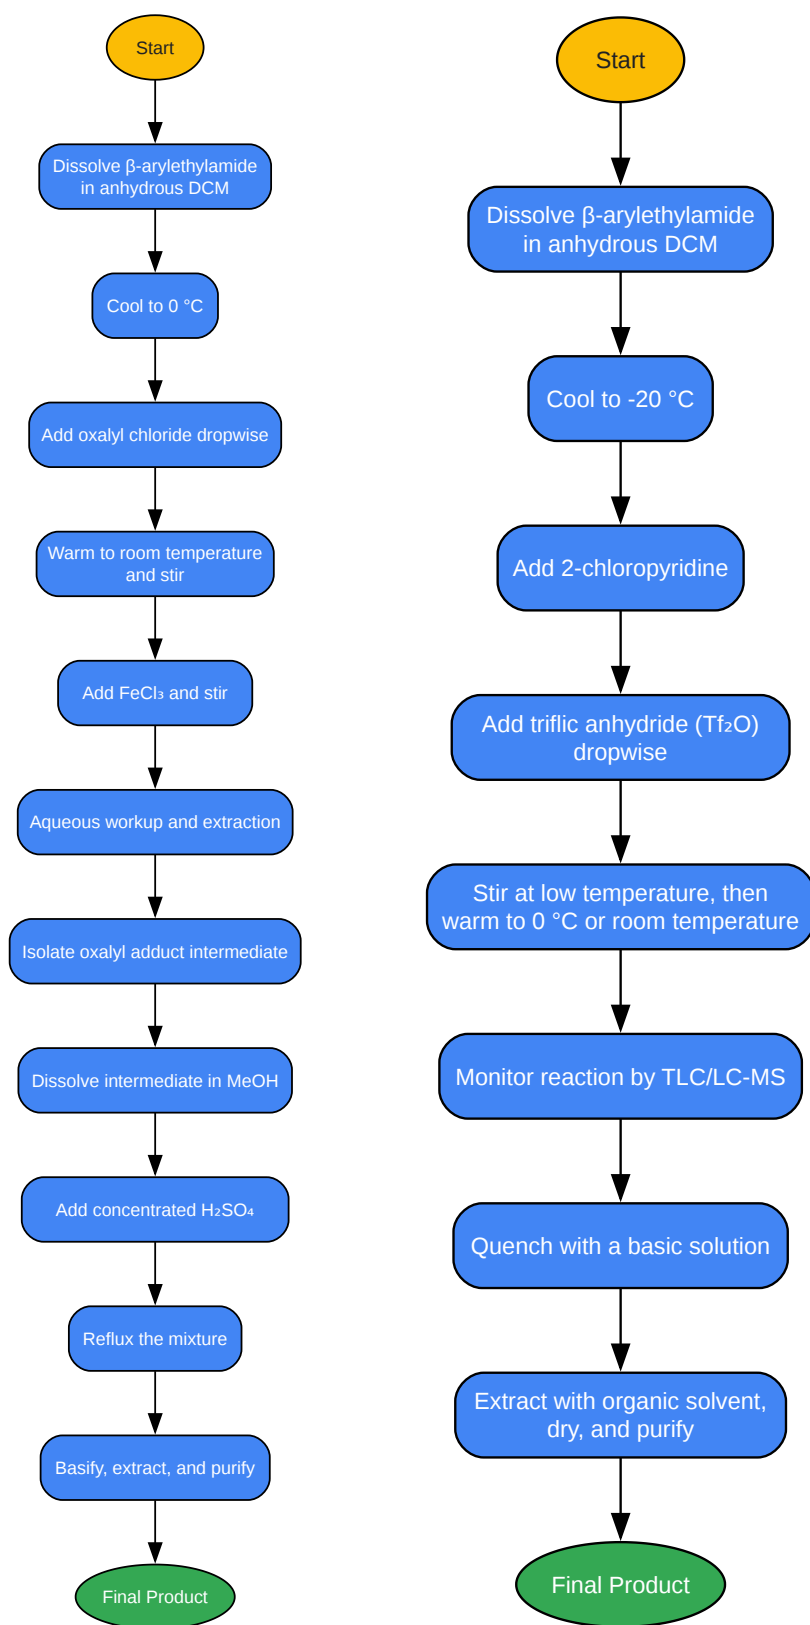 Start
Dissolve β-arylethylamide
in anhydrous DCM
Cool to 0 °C
Add oxalyl chloride dropwise
Warm to room temperature
and stir
Add FeCl₃ and stir
Aqueous workup and extraction
Isolate oxalyl adduct intermediate
Dissolve intermediate in MeOH
Add concentrated H₂SO₄
Reflux the mixture
Basify, extract, and purify
Final Product
Start
Dissolve β-arylethylamide
in anhydrous DCM
Cool to -20 °C
Add 2-chloropyridine
Add triflic anhydride (Tf₂O)
dropwise
Stir at low temperature, then
warm to 0 °C or room temperature
Monitor reaction by TLC/LC-MS
Quench with a basic solution
Extract with organic solvent,
dry, and purify
Final Product